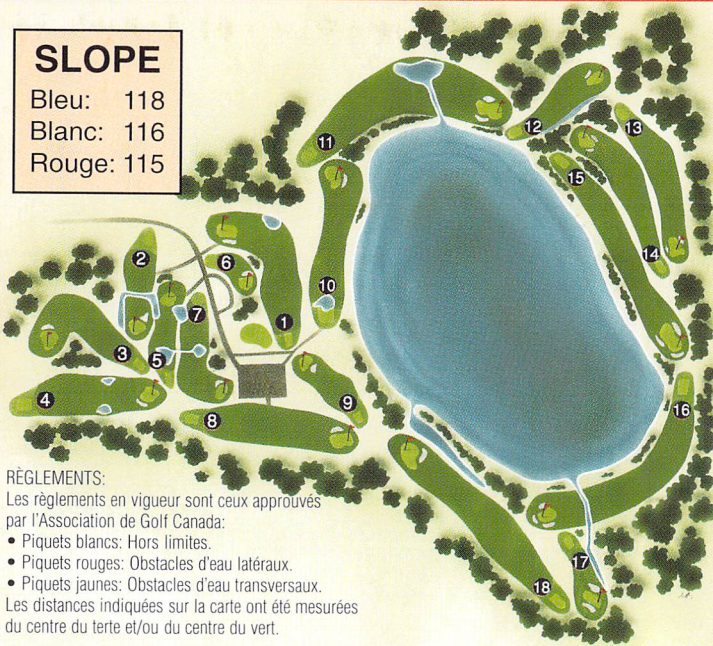 SLOPE
Bleu: 118
Blanc: 116
Rouge: 115
11
12
13
15
14
2
6
10
7
1
3
5
4
8
9
16
17
18
RÈGLEMENTS:
Les règlements en vigueur sont ceux approuvés
par l'Association de Golf Canada:
• Piquets blancs: Hors limites.
• Piquets rouges: Obstacles d'eau latéraux.
• Piquets jaunes: Obstacles d'eau transversaux.
Les distances indiquées sur la carte ont été mesurées
du centre du terte et/ou du centre du vert.